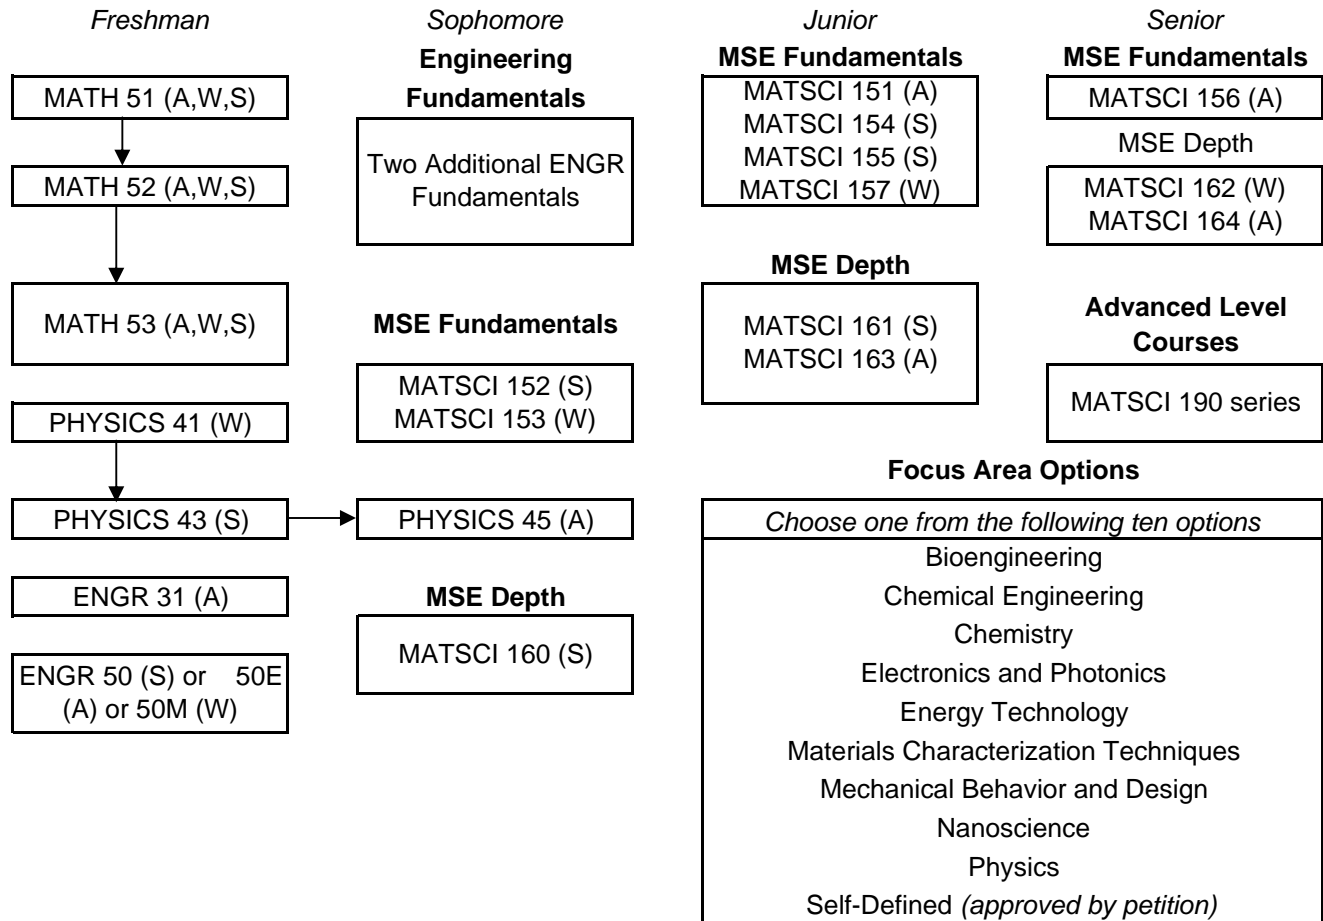 Freshman
MATH 51 (A,W,S)
MATH 52 (A,W,S)
MATH 53 (A,W,S)
PHYSICS 41 (W)
PHYSICS 43 (S)
ENGR 31 (A)
ENGR 50 (S) or 50E
(A) or 50M (W)
Sophomore
Engineering
Fundamentals
Two Additional ENGR
Fundamentals
MSE Fundamentals
MATSCI 152 (S)
MATSCI 153 (W)
PHYSICS 45 (A)
MSE Depth
MATSCI 160 (S)
Junior
MSE Fundamentals
MATSCI 151 (A)
MATSCI 154 (S)
MATSCI 155 (S)
MATSCI 157 (W)
MSE Depth
MATSCI 161 (S)
MATSCI 163 (A)
Senior
MSE Fundamentals
MATSCI 156 (A)
MSE Depth
MATSCI 162 (W)
MATSCI 164 (A)
Advanced Level
Courses
MATSCI 190 series
Focus Area Options
Choose one from the following ten options
Bioengineering
Chemical Engineering
Chemistry
Electronics and Photonics
Energy Technology
Materials Characterization Techniques
Mechanical Behavior and Design
Nanoscience
Physics
Self-Defined (approved by petition)